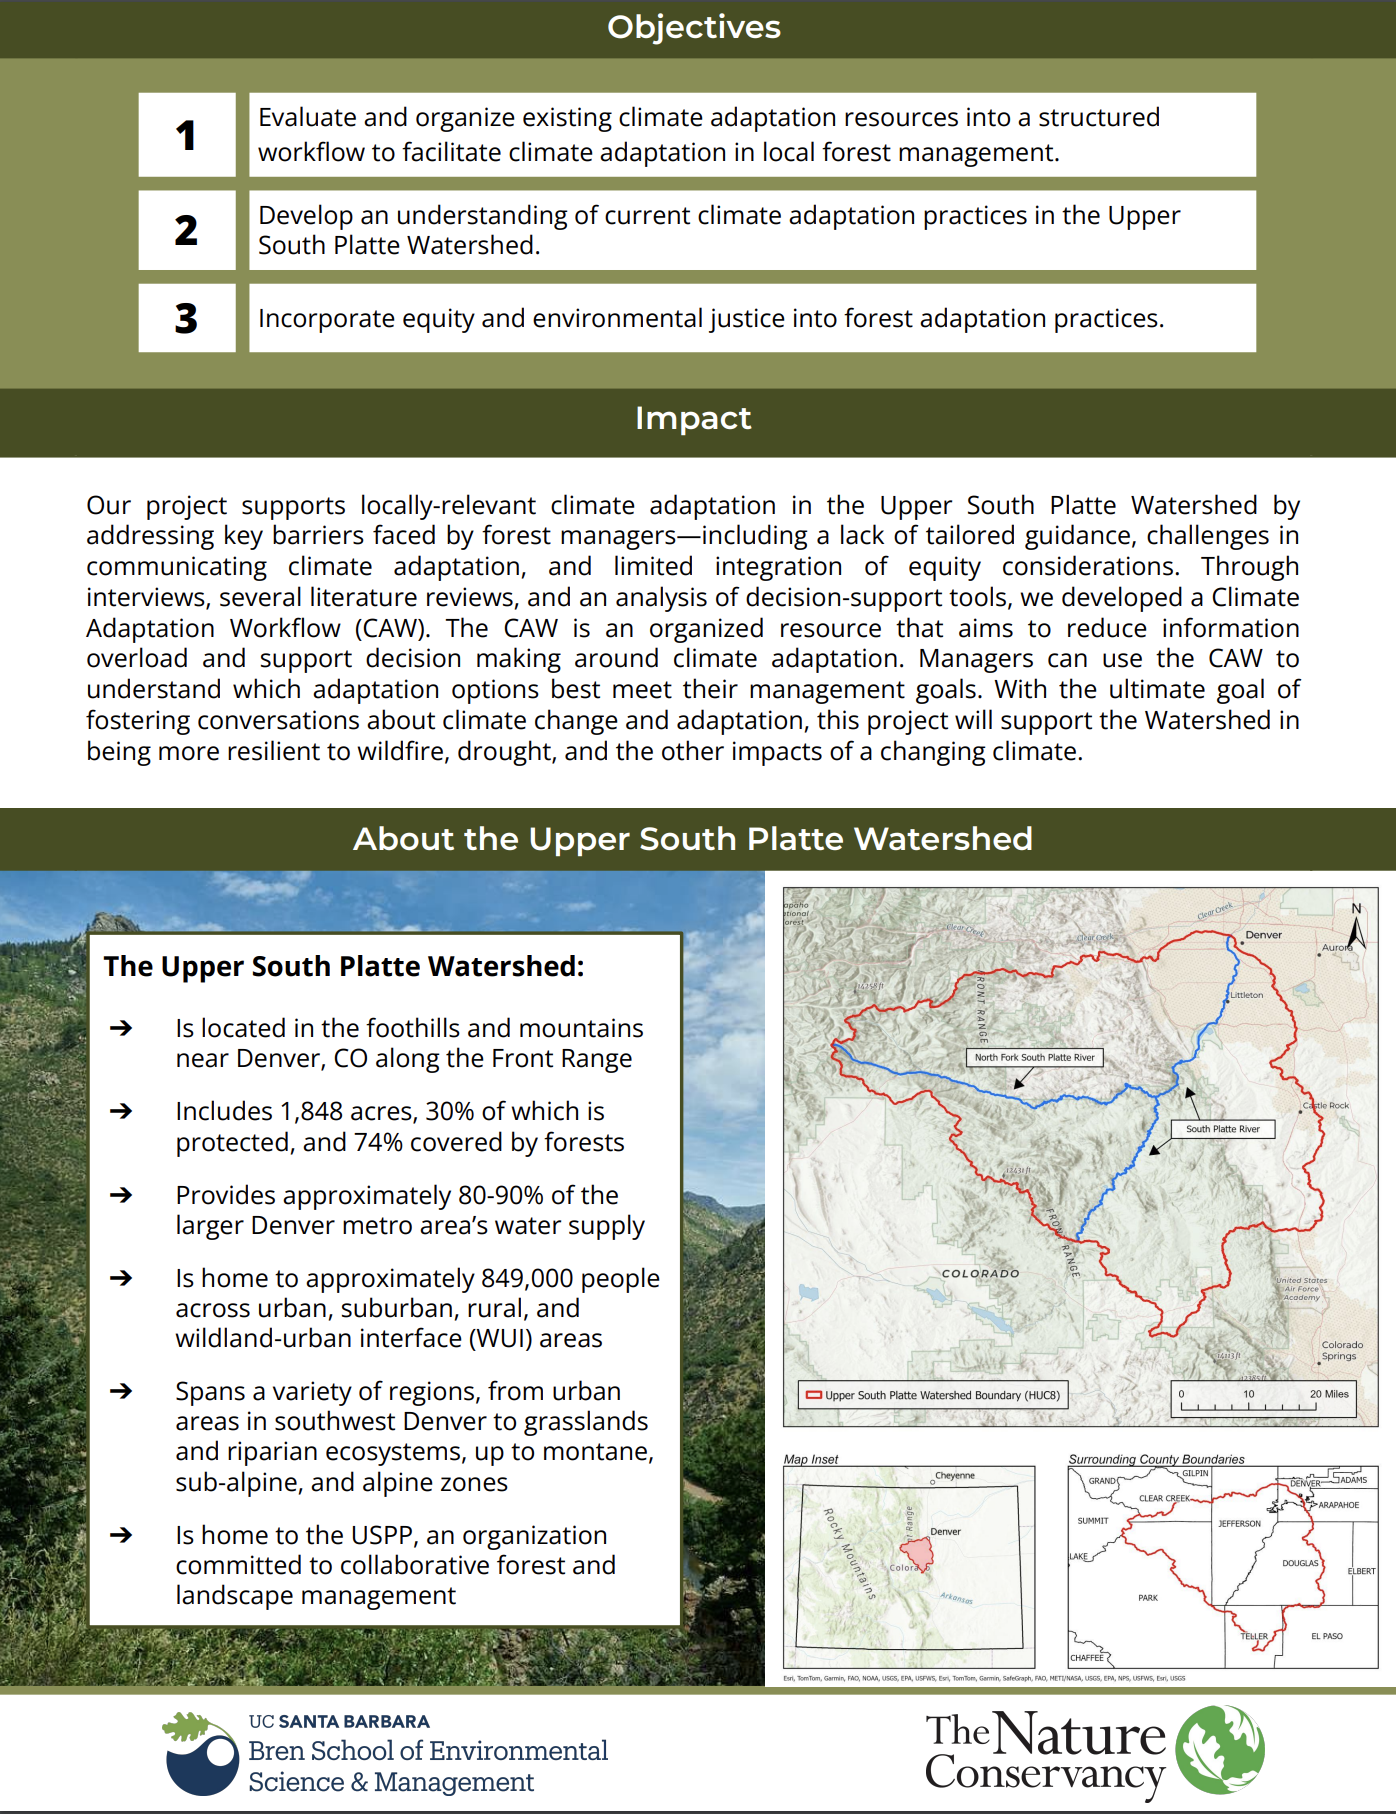 Objectives
1
Evaluate and organize existing climate adaptation resources into a structured
workflow to facilitate climate adaptation in local forest management.
2
Develop an understanding of current climate adaptation practices in the Upper
South Platte Watershed.
3
Incorporate equity and environmental justice into forest adaptation practices.
Impact
Our project supports locally-relevant climate adaptation in the Upper South Platte Watershed by
addressing key barriers faced by forest managers—including a lack of tailored guidance, challenges in
communicating climate adaptation, and limited integration of equity considerations. Through
interviews, several literature reviews, and an analysis of decision-support tools, we developed a Climate
Adaptation Workflow (CAW). The CAW is an organized resource that aims to reduce information
overload and support decision making around climate adaptation. Managers can use the CAW to
understand which adaptation options best meet their management goals. With the ultimate goal of
fostering conversations about climate change and adaptation, this project will support the Watershed in
being more resilient to wildfire, drought, and the other impacts of a changing climate.
About the Upper South Platte Watershed
The Upper South Platte Watershed:
➔ Is located in the foothills and mountains
near Denver, CO along the Front Range
➔ Includes 1,848 acres, 30% of which is
protected, and 74% covered by forests
➔ Provides approximately 80-90% of the
larger Denver metro area's water supply
➔ Is home to approximately 849,000 people
across urban, suburban, rural, and
wildland-urban interface (WUI) areas
➔ Spans a variety of regions, from urban
areas in southwest Denver to grasslands
and riparian ecosystems, up to montane,
sub-alpine, and alpine zones
➔ Is home to the USPP, an organization
committed to collaborative forest and
landscape management
apaho
tional
orest
Clear Creek
Clear Creek
Clear Creek
N
Denver
Aurora
14258 ft
FRONT RANGE
Littleton
North Fork South Platte River
Castle Rock
South Platte River
12431 ft
FRONT RANGE
COLORADO
United States
Air Force
Academy
Colorado
Springs
14113 ft
12385 ft
Upper South Platte Watershed Boundary (HUC8)
0 10 20 Miles
Map Inset
Cheyenne
Rocky Mountains
t Range
Denver
Colorado
Arkansas
Surrounding County Boundaries
GRAND
GILPIN
DENVER
ADAMS
CLEAR CREEK
ARAPAHOE
SUMMIT
JEFFERSON
LAKE
DOUGLAS
ELBERT
PARK
TELLER
EL PASO
CHAFFEE
Esri, TomTom, Garmin, FAO, NOAA, USGS, EPA, USFWS, Esri, TomTom, Garmin, SafeGraph, FAO, METI/NASA, USGS, EPA, NPS, USFWS, Esri, USGS
UC SANTA BARBARA
Bren School of Environmental
Science & Management
The Nature
Conservancy